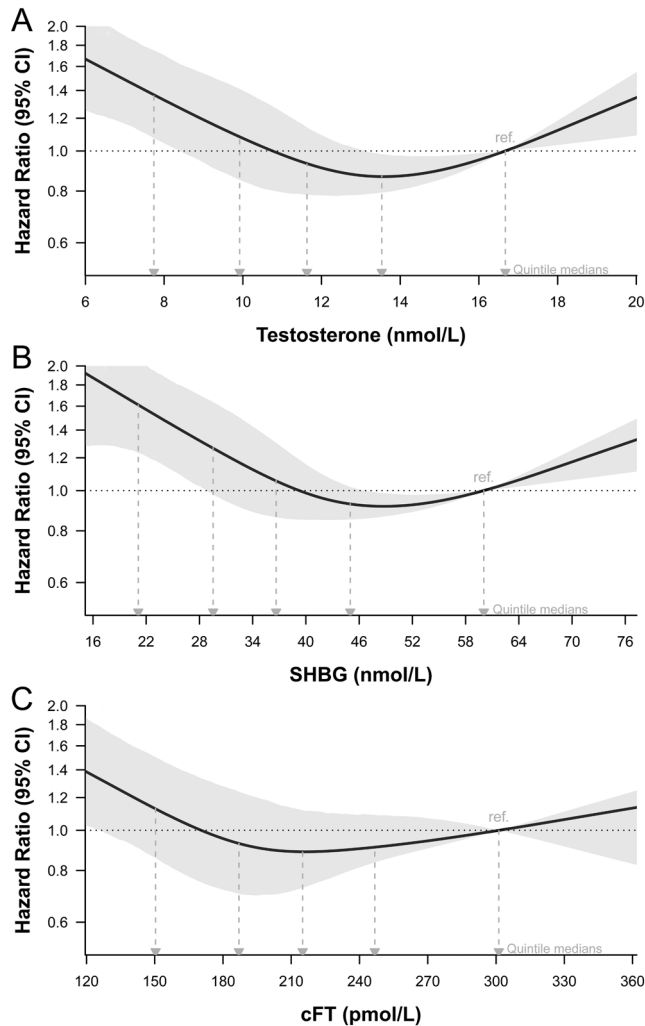 A
Hazard Ratio (95% CI)
2.0
1.8
1.6
1.4
1.2
1.0
0.8
0.6
ref.
Quintile medians
6 8 10 12 14 16 18 20
Testosterone (nmol/L)
B
Hazard Ratio (95% CI)
2.0
1.8
1.6
1.4
1.2
1.0
0.8
0.6
ref.
Quintile medians
16 22 28 34 40 46 52 58 64 70 76
SHBG (nmol/L)
C
Hazard Ratio (95% CI)
2.0
1.8
1.6
1.4
1.2
1.0
0.8
0.6
ref.
Quintile medians
120 150 180 210 240 270 300 330 360
cFT (pmol/L)